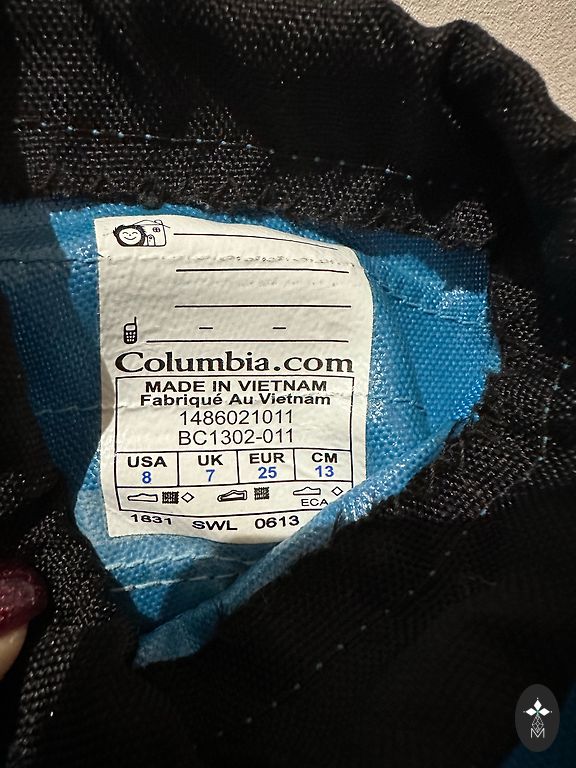 Columbia.com
MADE IN VIETNAM
Fabriqué Au Vietnam
1486021011
BC1302-011
USA UK EUR CM
8 7 25 13
ECA
1831 SWL 0613
M